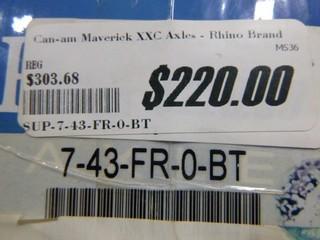 Can-am Maverick XXC Axles - Rhino Brand
MS36
REG
$303.68
$220.00
SUP-7-43-FR-0-BT
7-43-FR-0-BT